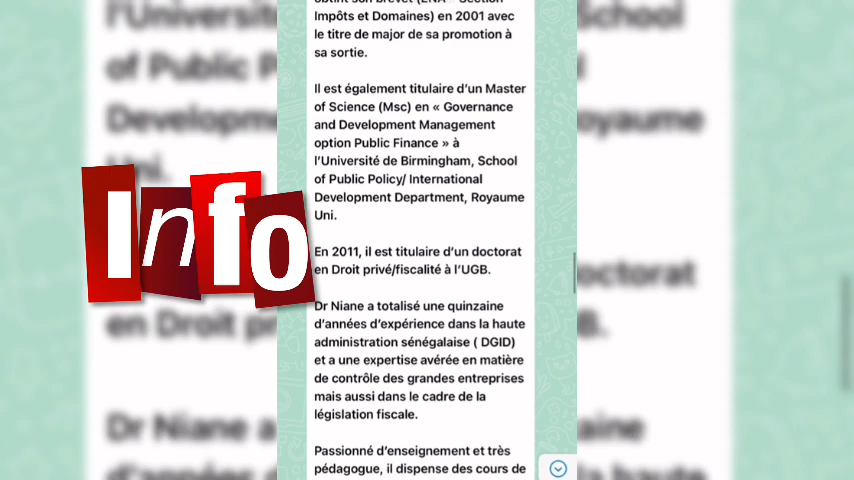 obtint son brevet (ENA - Section
Impôts et Domaines) en 2001 avec
le titre de major de sa promotion à
sa sortie.
Il est également titulaire d'un Master
of Science (Msc) en « Governance
and Development Management
option Public Finance » à
l'Université de Birmingham, School
of Public Policy/ International
Development Department, Royaume
Uni.
En 2011, il est titulaire d'un doctorat
en Droit privé/fiscalité à l'UGB.
Dr Niane a totalisé une quinzaine
d'années d'expérience dans la haute
administration sénégalaise ( DGID)
et a une expertise avérée en matière
de contrôle des grandes entreprises
mais aussi dans le cadre de la
législation fiscale.
Passionné d'enseignement et très
pédagogue, il dispense des cours de
Info